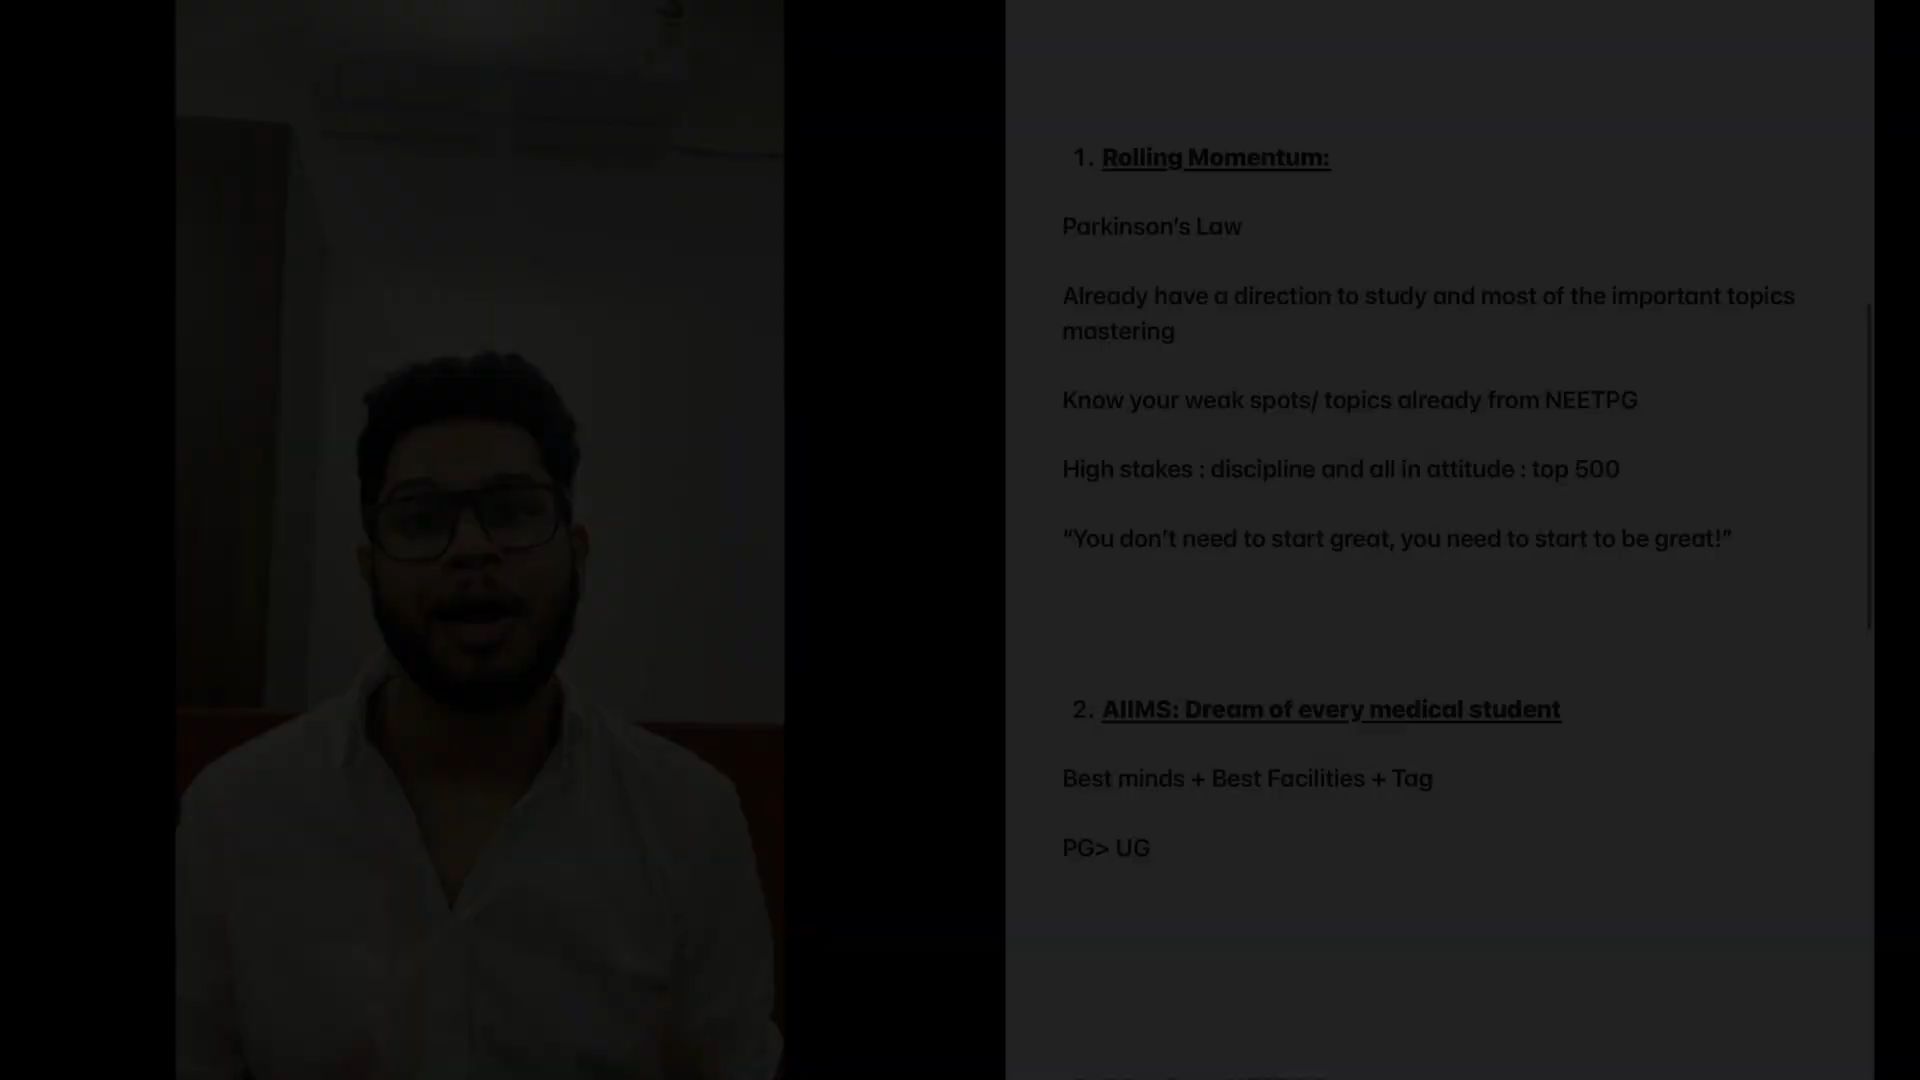 1. Rolling Momentum:
Parkinson’s Law
Already have a direction to study and most of the important topics
mastering
Know your weak spots/ topics already from NEETPG
High stakes : discipline and all in attitude : top 500
“You don’t need to start great, you need to start to be great!”
2. AIIMS: Dream of every medical student
Best minds + Best Facilities + Tag
PG> UG